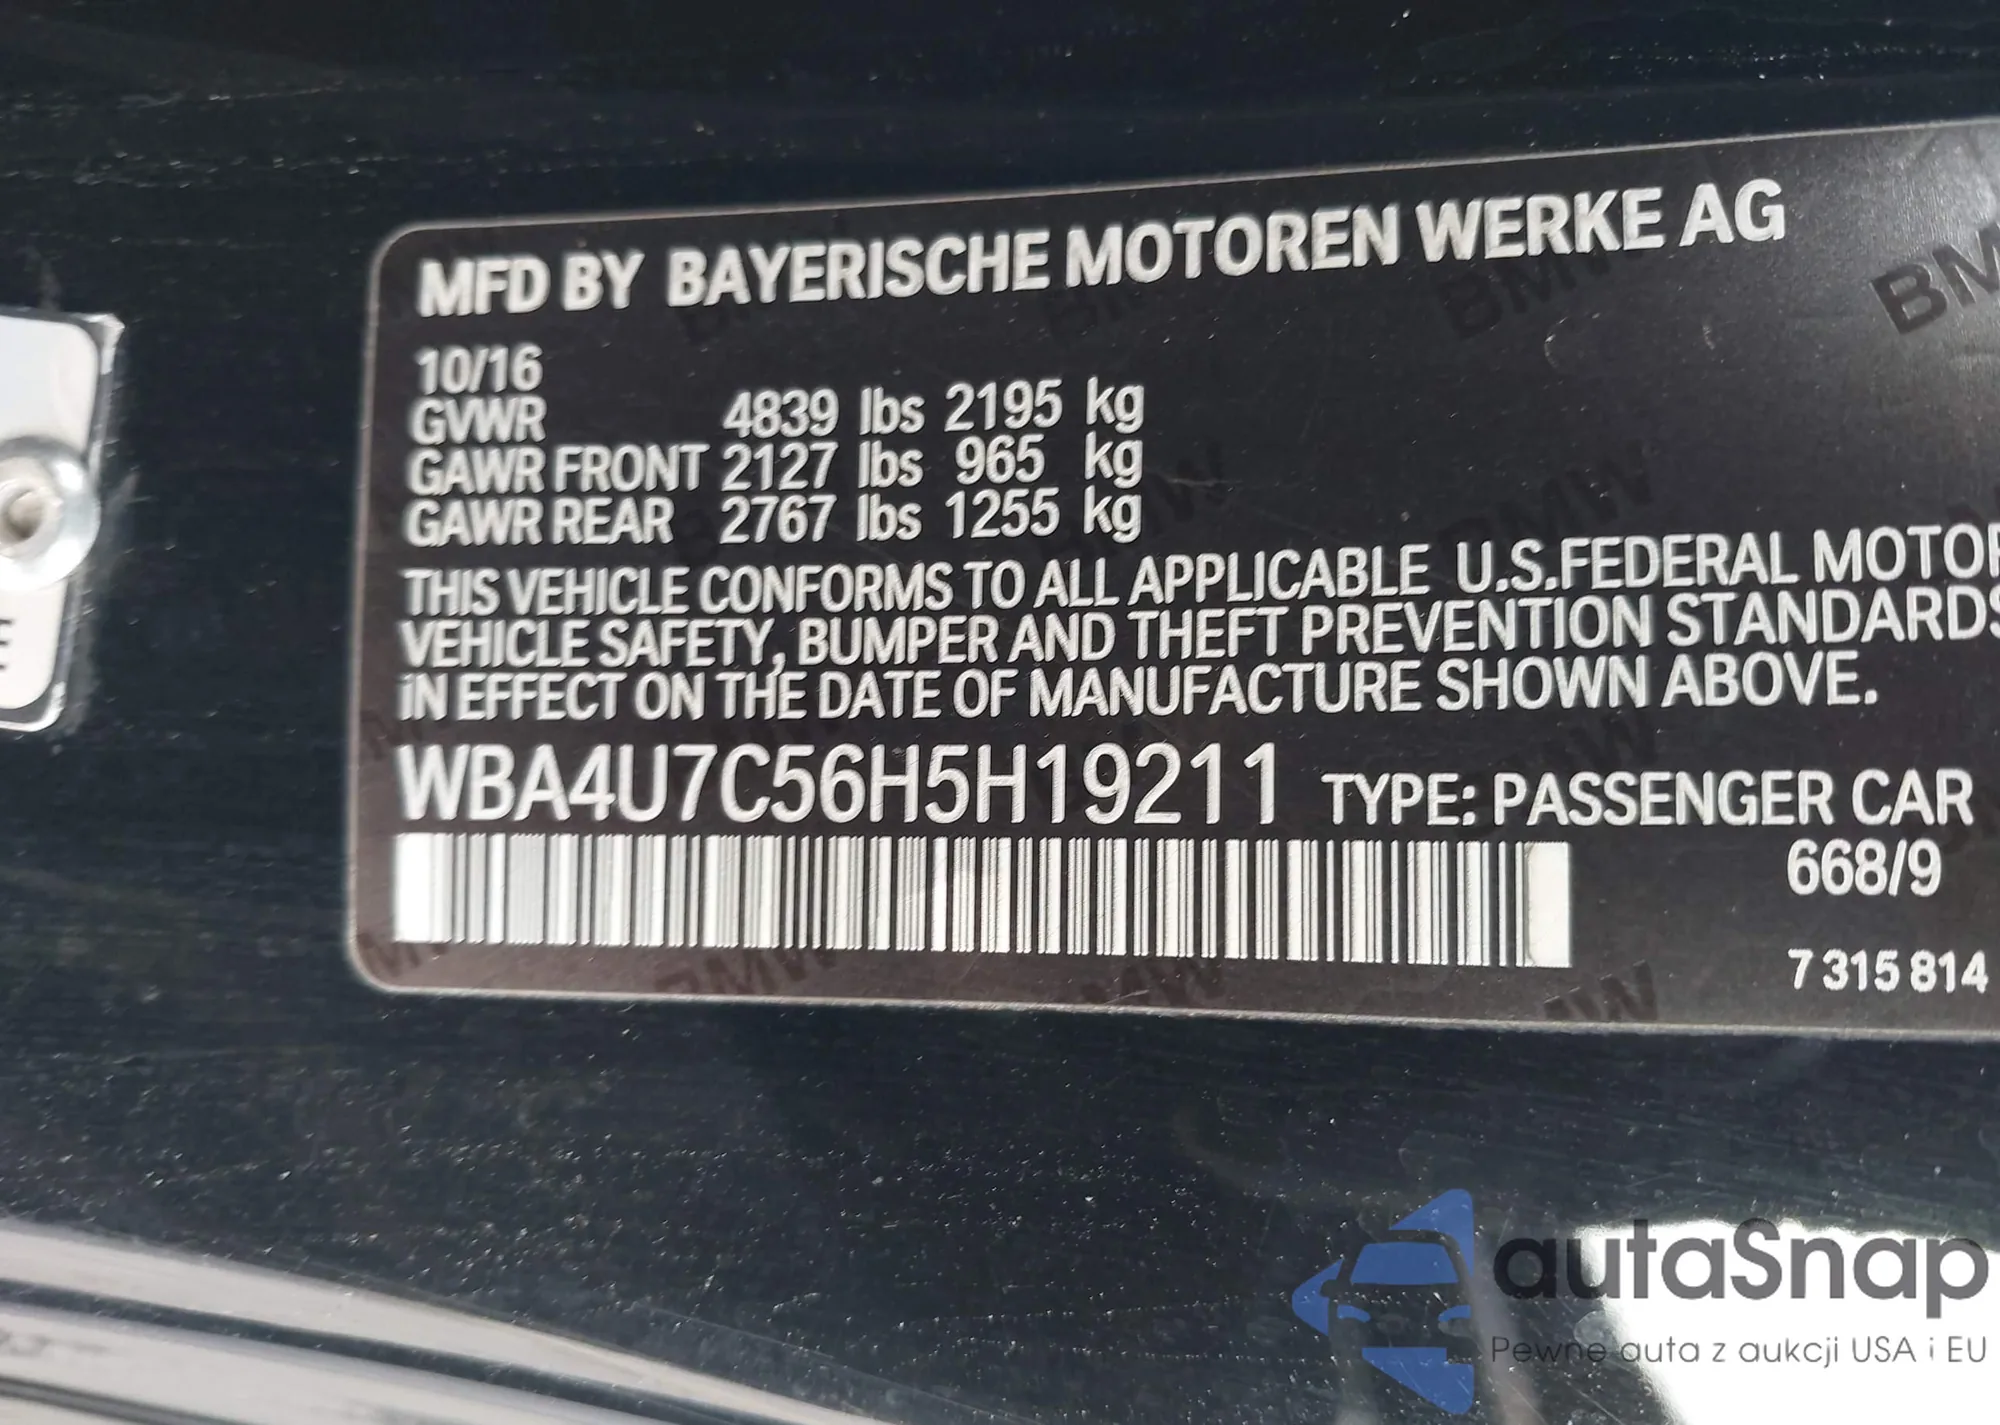 MFD BY BAYERISCHE MOTOREN WERKE AG
10/16
GVWR 4839 lbs 2195 kg
GAWR FRONT 2127 lbs 965 kg
GAWR REAR 2767 lbs 1255 kg
THIS VEHICLE CONFORMS TO ALL APPLICABLE U.S.FEDERAL MOTOR
VEHICLE SAFETY, BUMPER AND THEFT PREVENTION STANDARDS
iN EFFECT ON THE DATE OF MANUFACTURE SHOWN ABOVE.
WBA4U7C56H5H19211 TYPE: PASSENGER CAR
668/9
7 315 814
BMW
autaSnap
Pewne auta z aukcji USA i EU